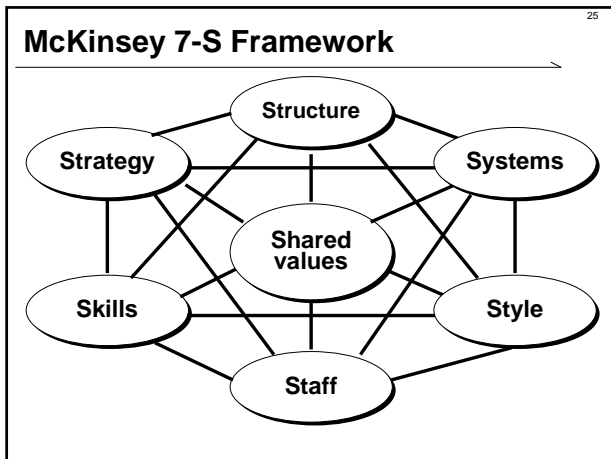 25
McKinsey 7-S Framework
Structure
Strategy
Systems
Shared
values
Skills
Style
Staff